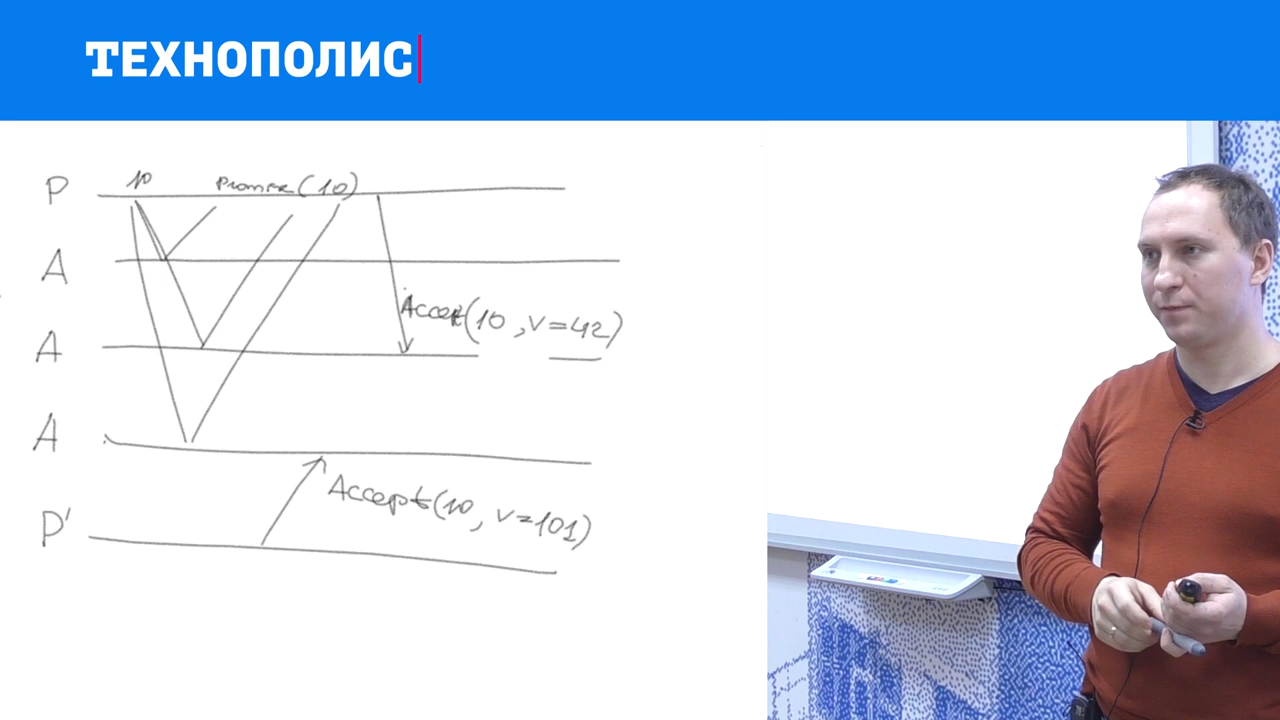 ТЕХНОПОЛИС
P 10 Promise(10)
A
A Accept(10, v=42)
A
Accept(10, v=101)
P'